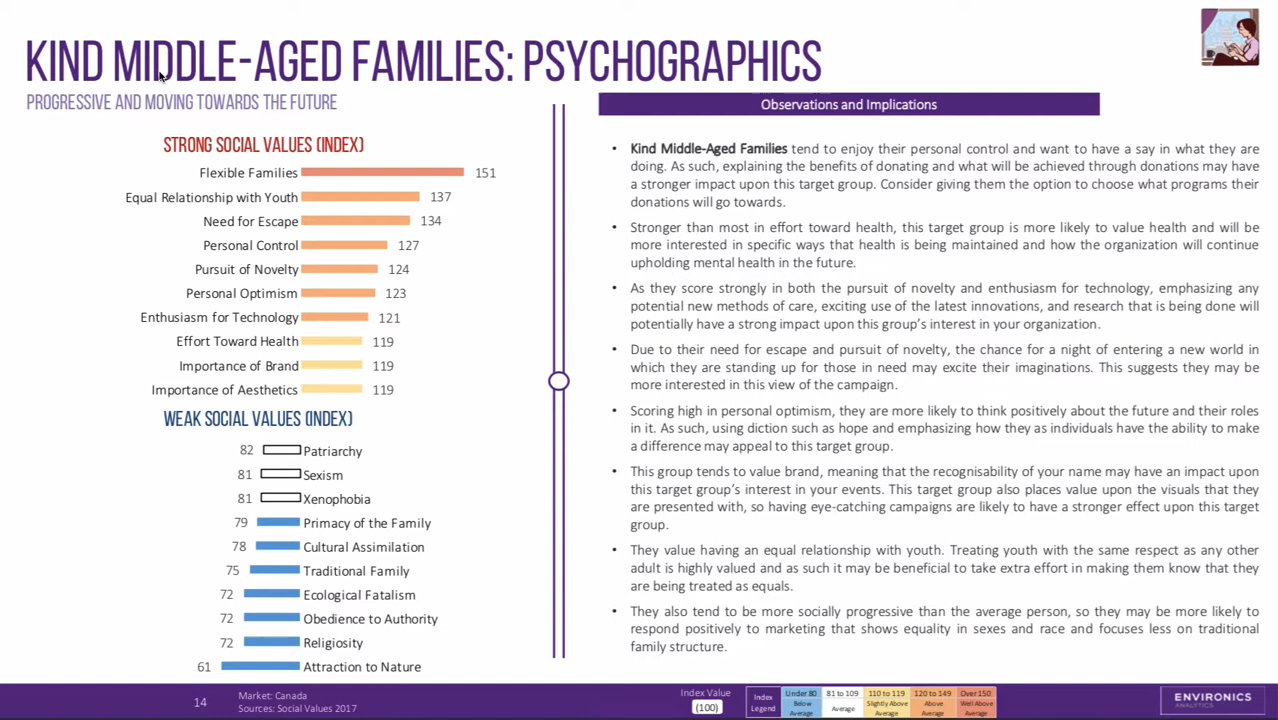 KIND MIDDLE-AGED FAMILIES: PSYCHOGRAPHICS
PROGRESSIVE AND MOVING TOWARDS THE FUTURE
STRONG SOCIAL VALUES (INDEX)
Flexible Families 151
Equal Relationship with Youth 137
Need for Escape 134
Personal Control 127
Pursuit of Novelty 124
Personal Optimism 123
Enthusiasm for Technology 121
Effort Toward Health 119
Importance of Brand 119
Importance of Aesthetics 119
WEAK SOCIAL VALUES (INDEX)
82 Patriarchy
81 Sexism
81 Xenophobia
79 Primacy of the Family
78 Cultural Assimilation
75 Traditional Family
72 Ecological Fatalism
72 Obedience to Authority
72 Religiosity
61 Attraction to Nature
Observations and Implications
• Kind Middle-Aged Families tend to enjoy their personal control and want to have a say in what they are
doing. As such, explaining the benefits of donating and what will be achieved through donations may have
a stronger impact upon this target group. Consider giving them the option to choose what programs their
donations will go towards.
• Stronger than most in effort toward health, this target group is more likely to value health and will be
more interested in specific ways that health is being maintained and how the organization will continue
upholding mental health in the future.
• As they score strongly in both the pursuit of novelty and enthusiasm for technology, emphasizing any
potential new methods of care, exciting use of the latest innovations, and research that is being done will
potentially have a strong impact upon this group's interest in your organization.
• Due to their need for escape and pursuit of novelty, the chance for a night of entering a new world in
which they are standing up for those in need may excite their imaginations. This suggests they may be
more interested in this view of the campaign.
• Scoring high in personal optimism, they are more likely to think positively about the future and their roles
in it. As such, using diction such as hope and emphasizing how they as individuals have the ability to make
a difference may appeal to this target group.
• This group tends to value brand, meaning that the recognisability of your name may have an impact upon
this target group's interest in your events. This target group also places value upon the visuals that they
are presented with, so having eye-catching campaigns are likely to have a stronger effect upon this target
group.
• They value having an equal relationship with youth. Treating youth with the same respect as any other
adult is highly valued and as such it may be beneficial to take extra effort in making them know that they
are being treated as equals.
• They also tend to be more socially progressive than the average person, so they may be more likely to
respond positively to marketing that shows equality in sexes and race and focuses less on traditional
family structure.
14
Market: Canada
Sources: Social Values 2017
Index Value
(100)
Index
Legend
Under 80
Below
Average
81 to 109
Average
110 to 119
Slightly Above
Average
120 to 149
Above
Average
Over 150
Well Above
Average
ENVIRONICS
ANALYTICS